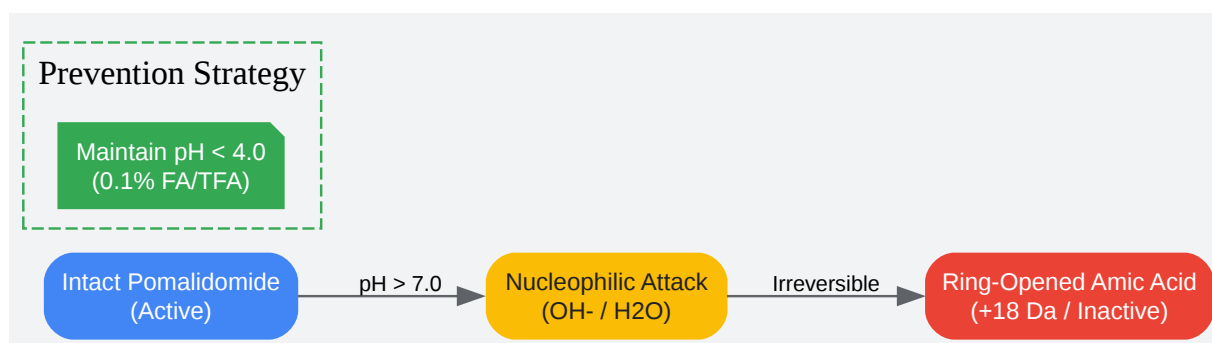 Prevention Strategy
Maintain pH < 4.0
(0.1% FA/TFA)
Intact Pomalidomide
(Active)
pH > 7.0
Nucleophilic Attack
(OH- / H2O)
Irreversible
Ring-Opened Amic Acid
(+18 Da / Inactive)